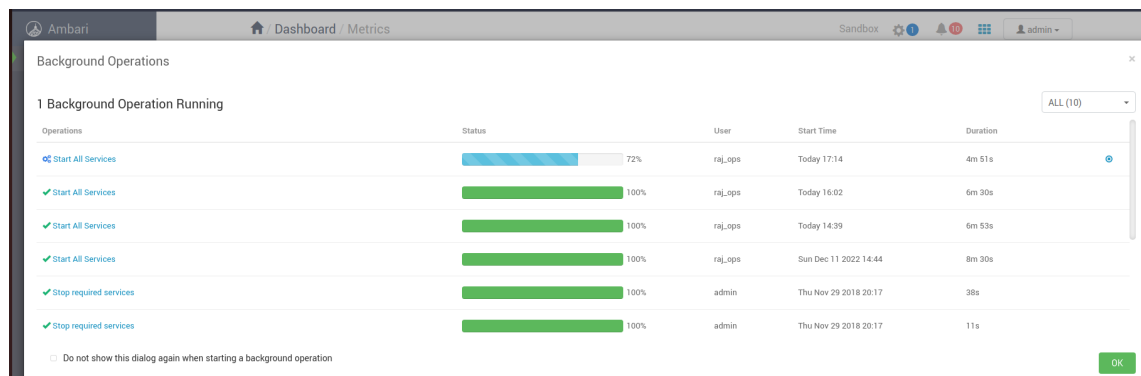 Ambari
/ Dashboard / Metrics
Sandbox 1 10 admin
Background Operations ×
1 Background Operation Running ALL (10)
Operations Status User Start Time Duration
Start All Services 72% raj_ops Today 17:14 4m 51s
Start All Services 100% raj_ops Today 16:02 6m 30s
Start All Services 100% raj_ops Today 14:39 6m 53s
Start All Services 100% raj_ops Sun Dec 11 2022 14:44 8m 30s
Stop required services 100% admin Thu Nov 29 2018 20:17 38s
Stop required services 100% admin Thu Nov 29 2018 20:17 11s
Do not show this dialog again when starting a background operation
OK